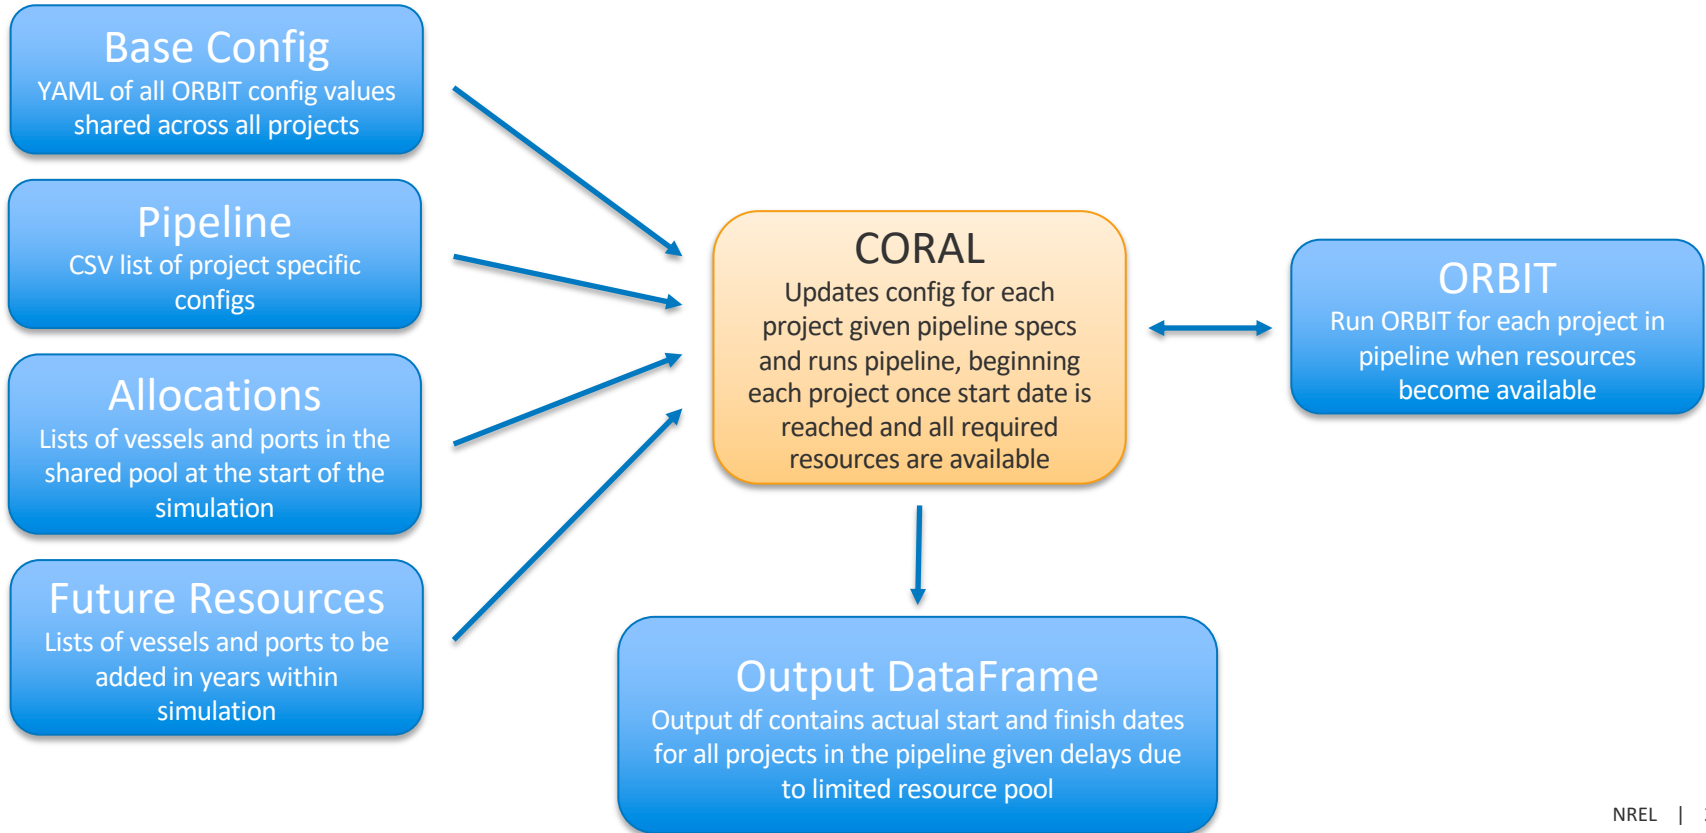 Base Config
YAML of all ORBIT config values
shared across all projects
Pipeline
CSV list of project specific
configs
Allocations
Lists of vessels and ports in the
shared pool at the start of the
simulation
Future Resources
Lists of vessels and ports to be
added in years within
simulation
CORAL
Updates config for each
project given pipeline specs
and runs pipeline, beginning
each project once start date is
reached and all required
resources are available
ORBIT
Run ORBIT for each project in
pipeline when resources
become available
Output DataFrame
Output df contains actual start and finish dates
for all projects in the pipeline given delays due
to limited resource pool
NREL |